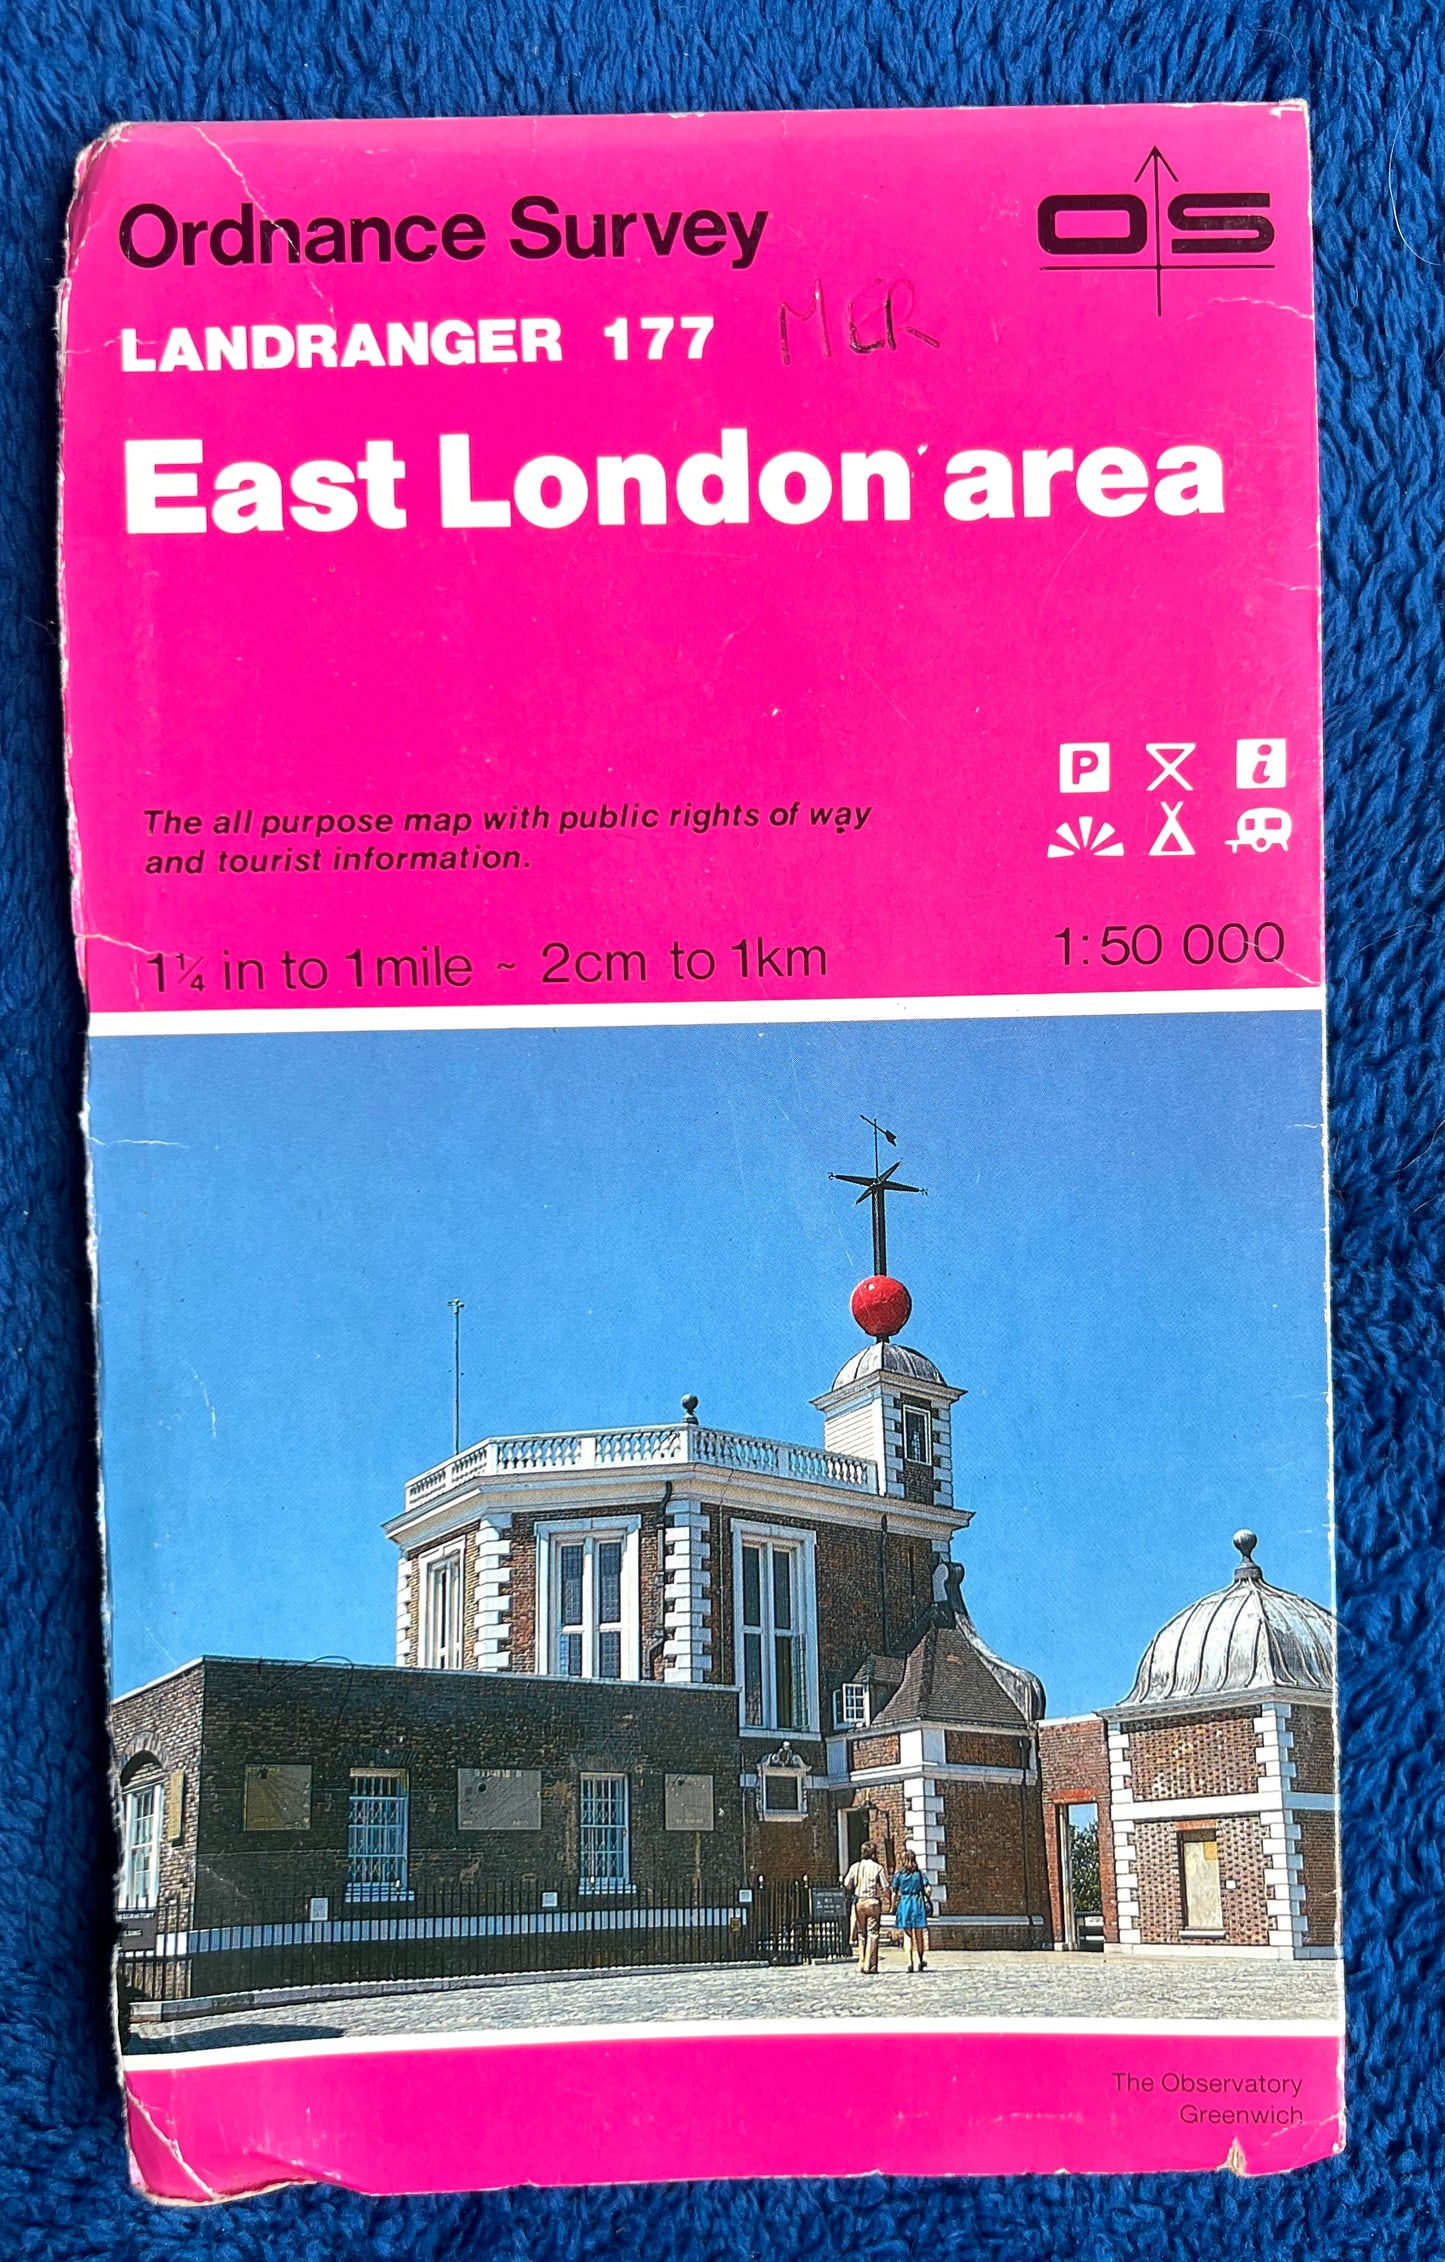 Ordnance Survey
OS
LANDRANGER 177
MER
East London area
P
i
The all purpose map with public rights of way
and tourist information.
1¼ in to 1mile ~ 2cm to 1km
1:50 000
The Observatory
Greenwich